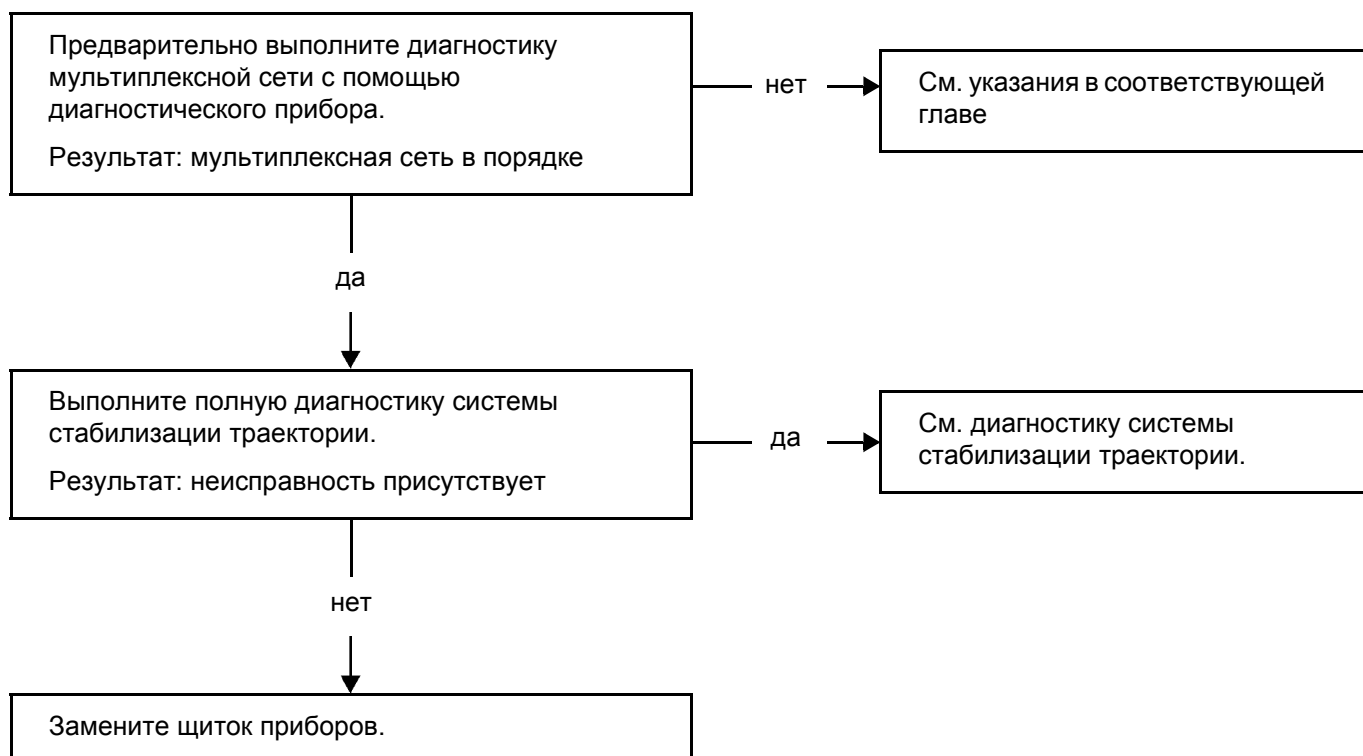 Предварительно выполните диагностику
мультиплексной сети с помощью
диагностического прибора.
Результат: мультиплексная сеть в порядке
нет
См. указания в соответствующей
главе
да
Выполните полную диагностику системы
стабилизации траектории.
Результат: неисправность присутствует
да
См. диагностику системы
стабилизации траектории.
нет
Замените щиток приборов.